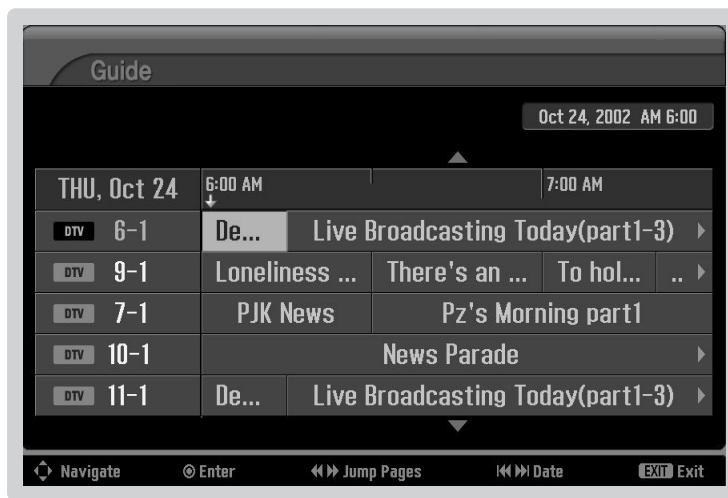 Guide
Oct 24, 2002 AM 6:00
THU, Oct 24 6:00 AM 7:00 AM
DTV 6-1 De... Live Broadcasting Today(part1-3)
DTV 9-1 Loneliness ... There's an ... To hol... ..
DTV 7-1 PJK News Pz's Morning part1
DTV 10-1 News Parade
DTV 11-1 De... Live Broadcasting Today(part1-3)
Navigate Enter Jump Pages Date EXIT Exit